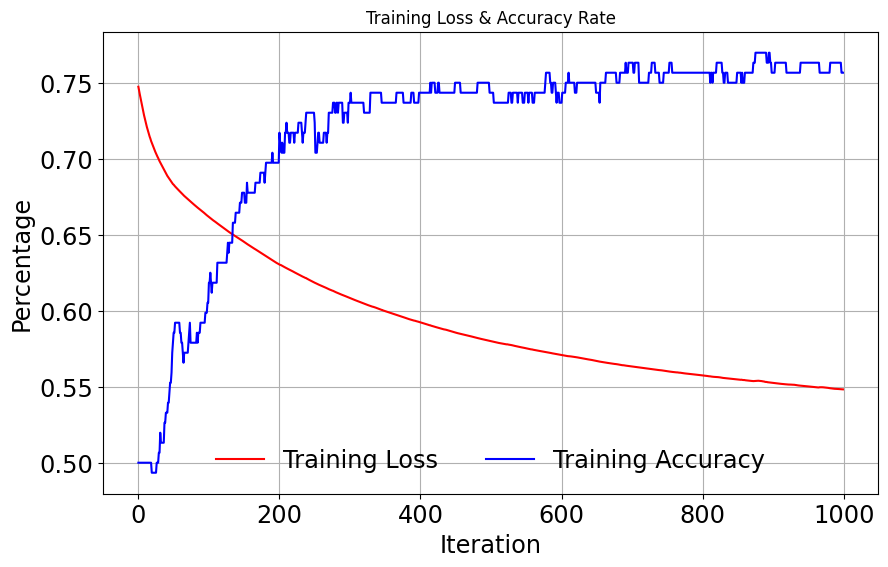 Training Loss & Accuracy Rate
Percentage
0.75
0.70
0.65
0.60
0.55
0.50
Training Loss
Training Accuracy
0 200 400 600 800 1000
Iteration